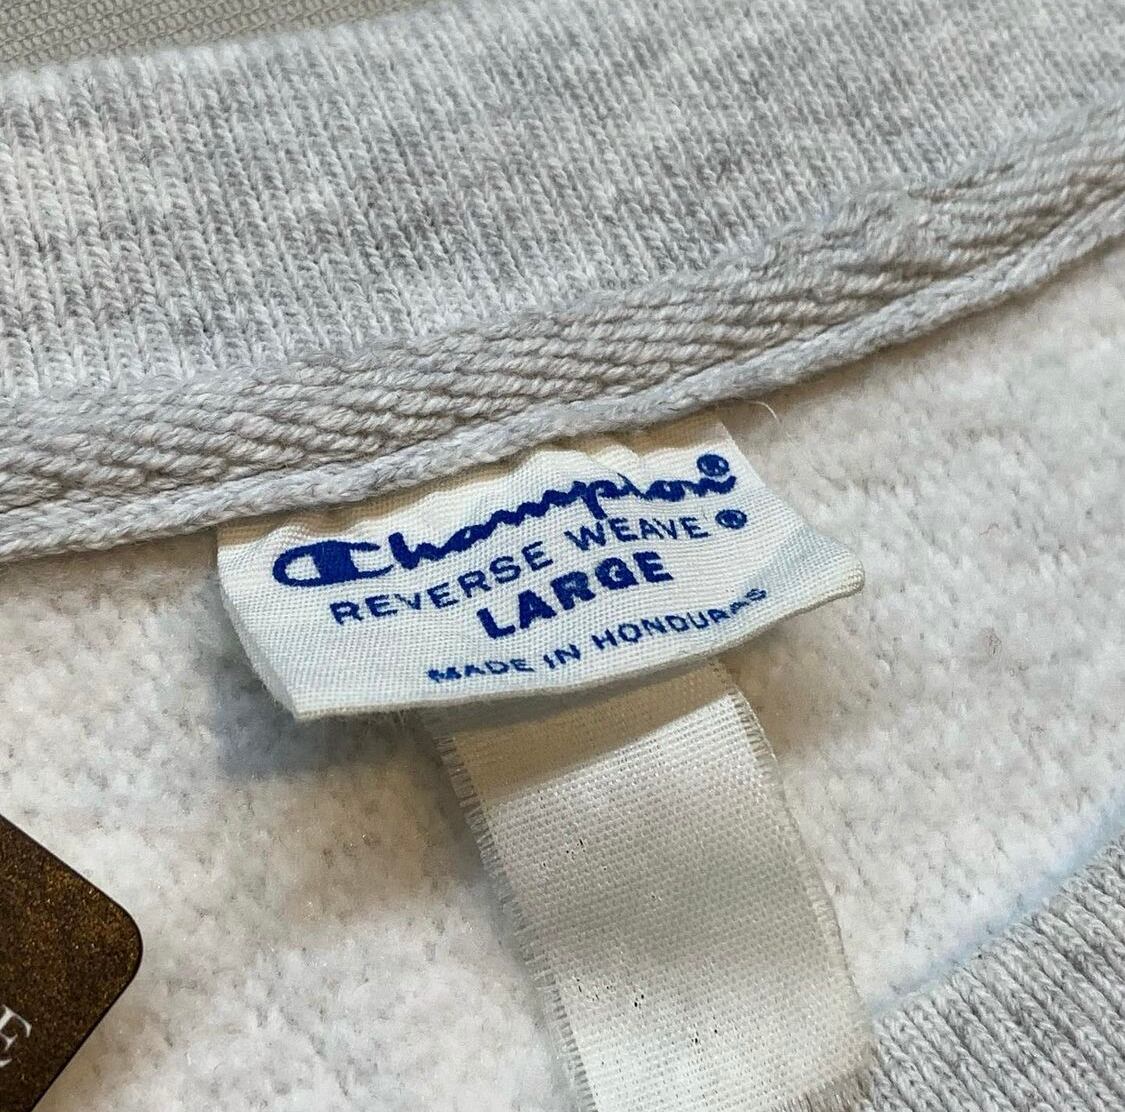 Champion®
REVERSE WEAVE®
LARGE
MADE IN HONDURAS
E